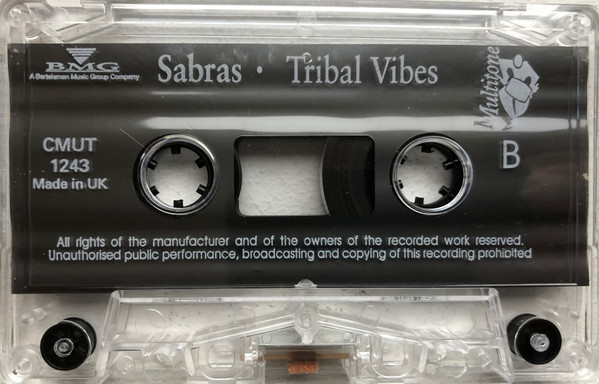 BMG
A Bertelsman Music Group Company
Sabras · Tribal Vibes
Multitone
CMUT
1243
Made in UK
B
All rights of the manufacturer and of the owners of the recorded work reserved.
Unauthorised public performance, broadcasting and copying of this recording prohibited